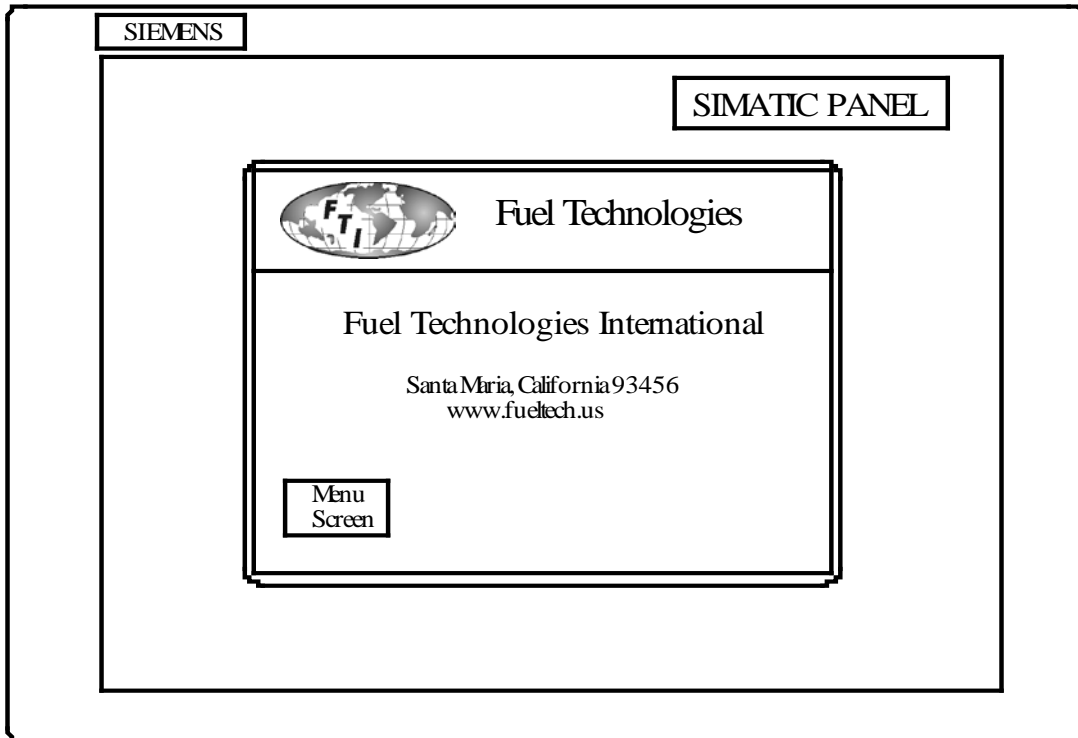 SIEMENS
SIMATIC PANEL
FTI
Fuel Technologies
Fuel Technologies International
Santa Maria, California 93456
www.fueltech.us
Menu
Screen